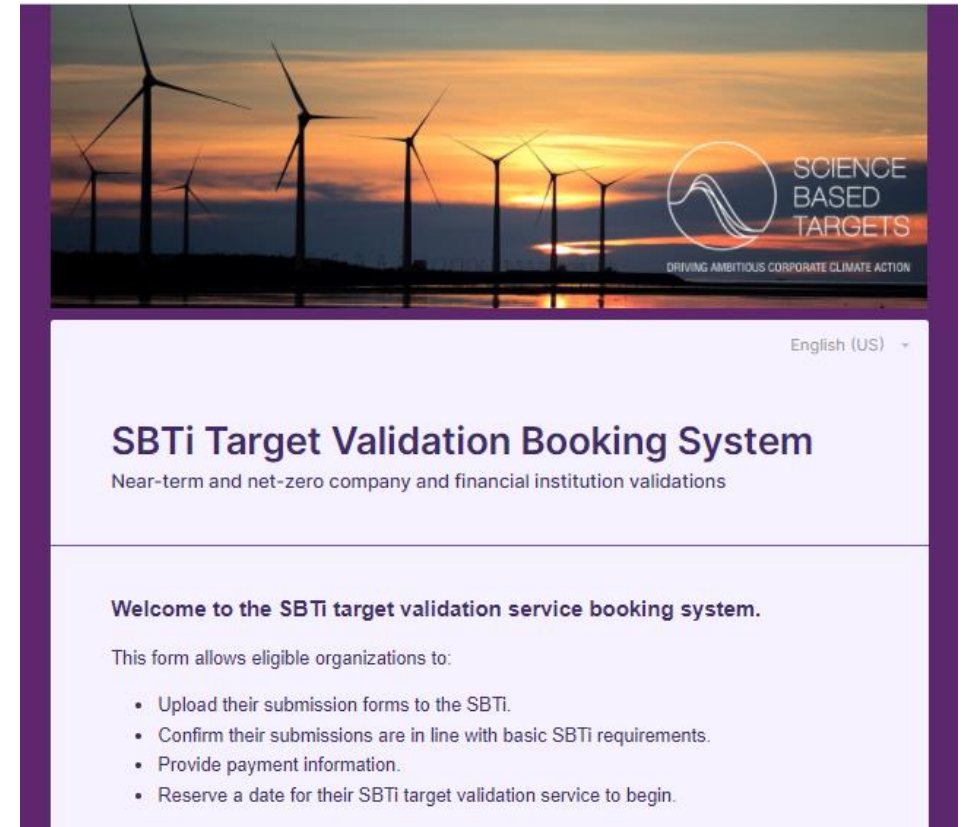 SCIENCE
BASED
TARGETS
DRIVING AMBITIOUS CORPORATE CLIMATE ACTION
English (US)
SBTi Target Validation Booking System
Near-term and net-zero company and financial institution validations
Welcome to the SBTi target validation service booking system.
This form allows eligible organizations to:
• Upload their submission forms to the SBTi.
• Confirm their submissions are in line with basic SBTi requirements.
• Provide payment information.
• Reserve a date for their SBTi target validation service to begin.